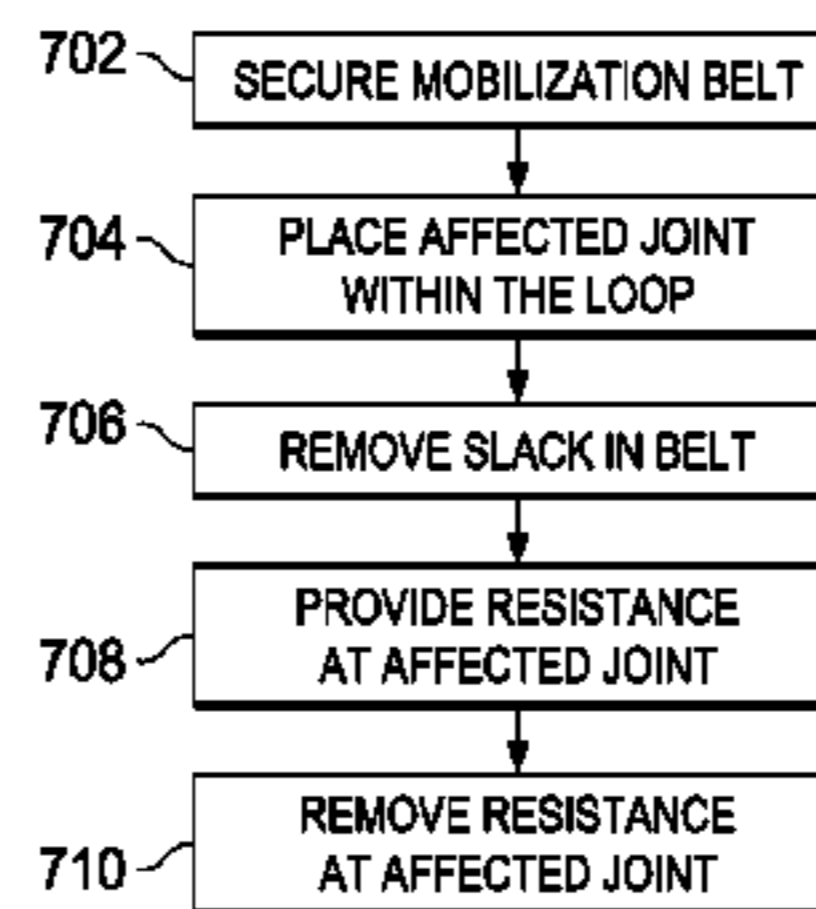 702
SECURE MOBILIZATION BELT
704
PLACE AFFECTED JOINT
WITHIN THE LOOP
706
REMOVE SLACK IN BELT
708
PROVIDE RESISTANCE
AT AFFECTED JOINT
710
REMOVE RESISTANCE
AT AFFECTED JOINT